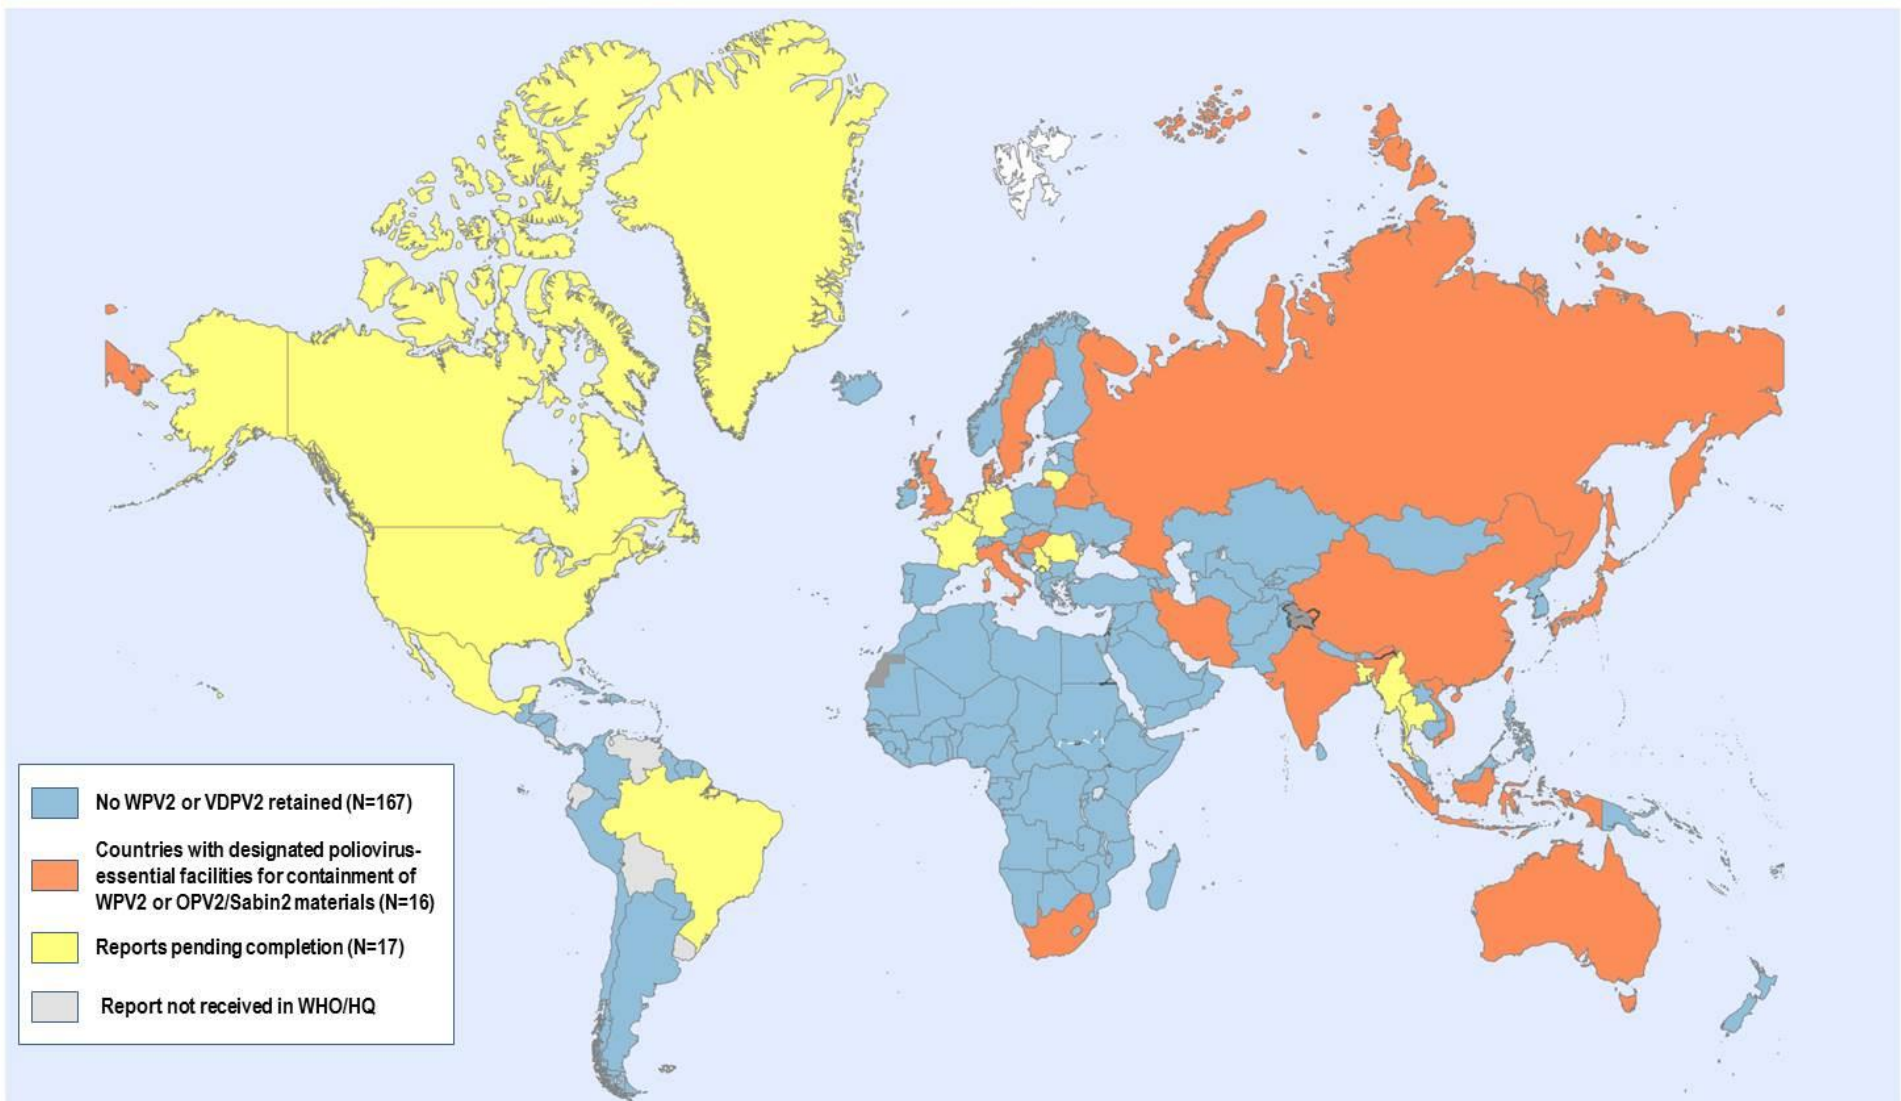 No WPV2 or VDPV2 retained (N=167)
Countries with designated poliovirus-
essential facilities for containment of
WPV2 or OPV2/Sabin2 materials (N=16)
Reports pending completion (N=17)
Report not received in WHO/HQ